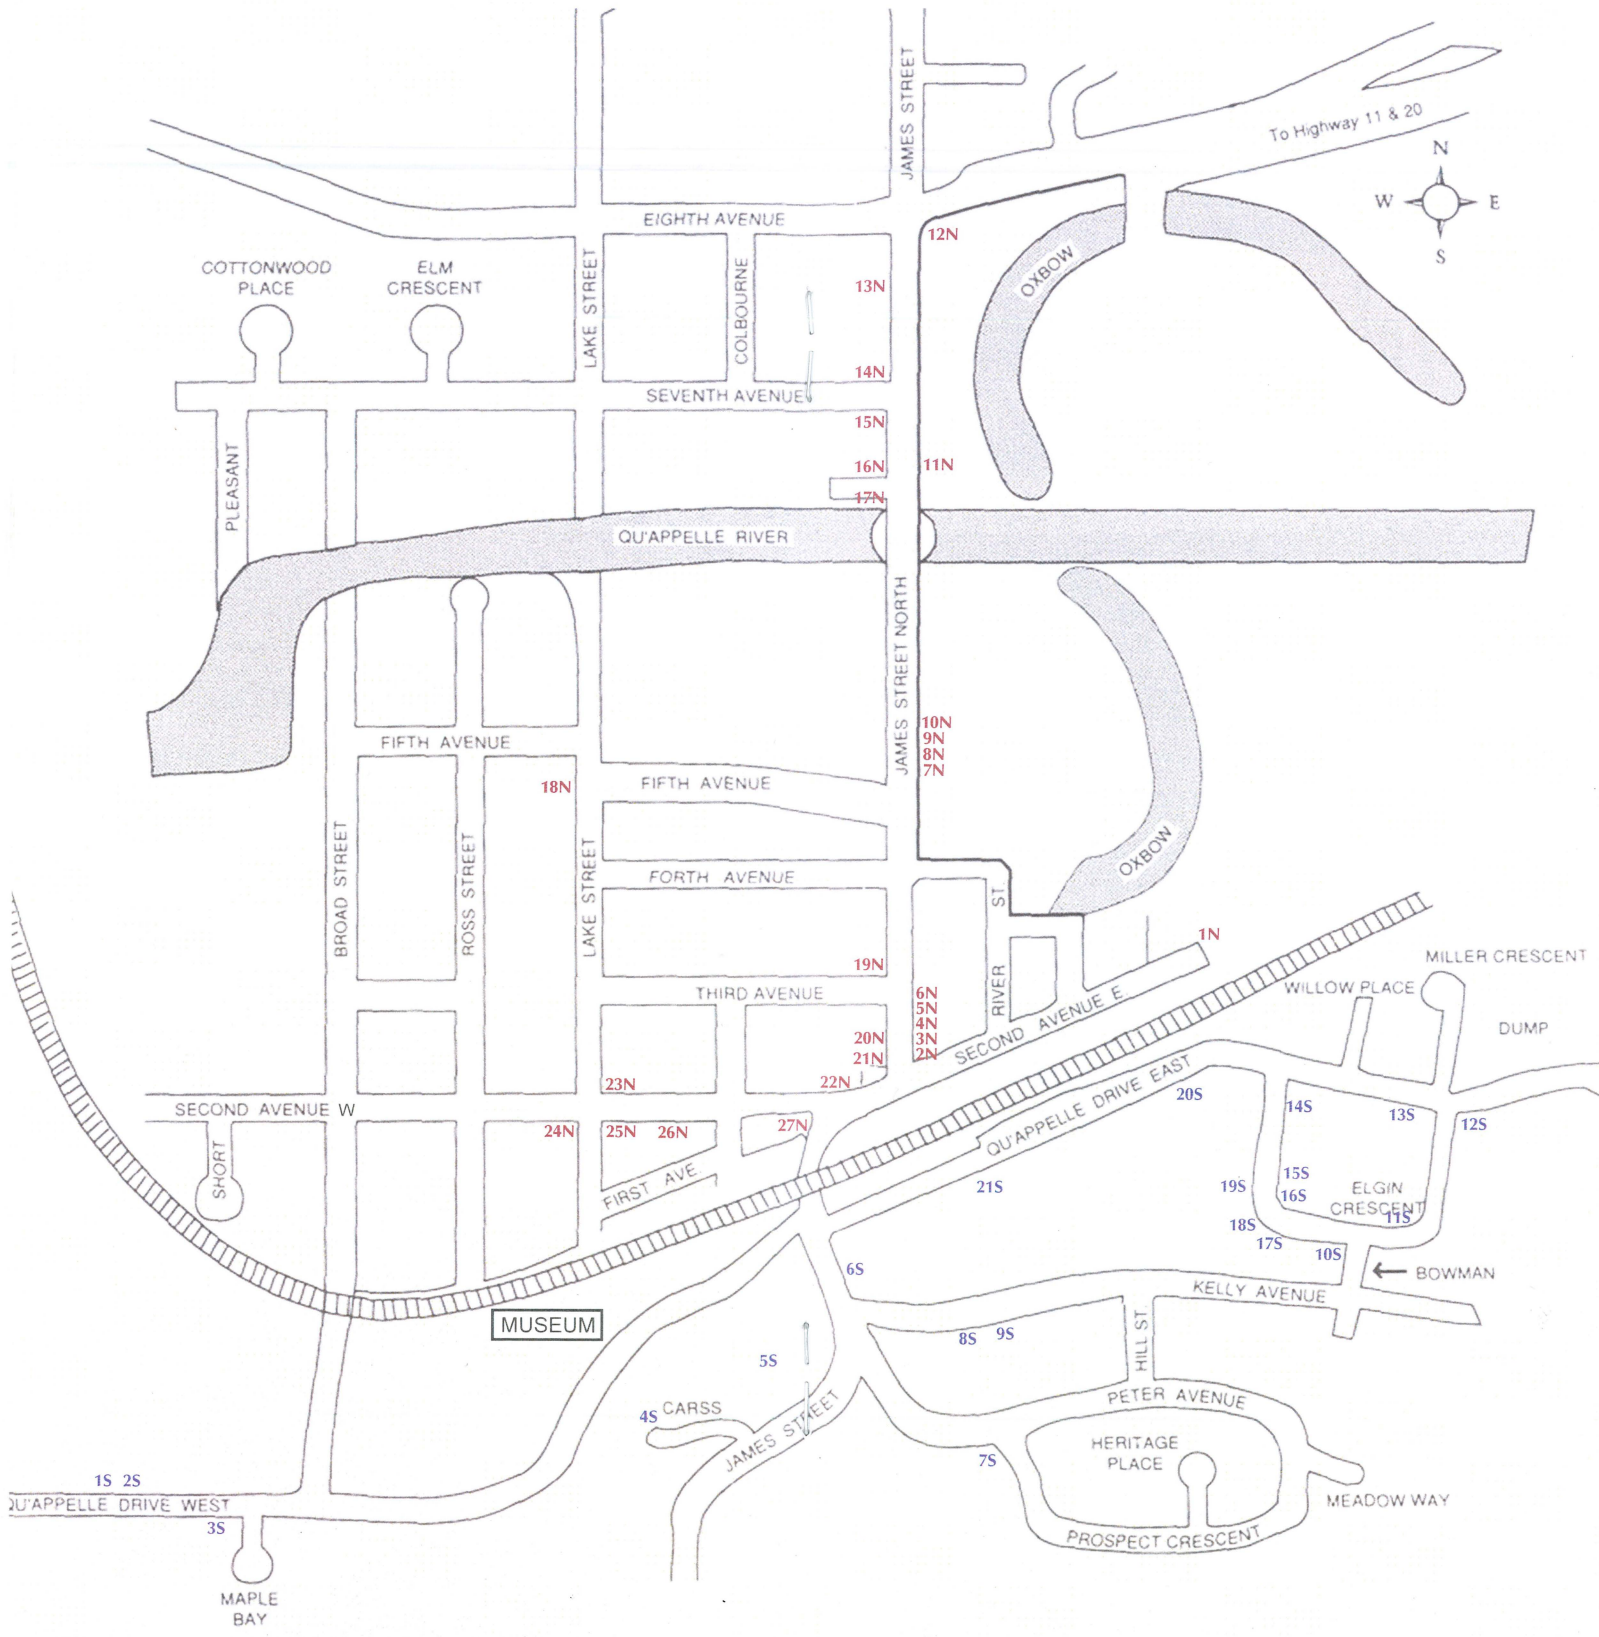 JAMES STREET
To Highway 11 & 20
N
W E
S
EIGHTH AVENUE
12N
OXBOW
COTTONWOOD
PLACE
ELM
CRESCENT
LAKE STREET
COLBOURNE
13N
14N
SEVENTH AVENUE
15N
16N
11N
17N
PLEASANT
QU'APPELLE RIVER
JAMES STREET NORTH
10N
9N
8N
7N
FIFTH AVENUE
18N
FIFTH AVENUE
BROAD STREET
ROSS STREET
LAKE STREET
FORTH AVENUE
OXBOW
RIVER ST.
1N
19N
THIRD AVENUE
6N
5N
4N
3N
2N
20N
21N
22N
23N
SECOND AVENUE E
MILLER CRESCENT
WILLOW PLACE
DUMP
SECOND AVENUE W
SHORT
24N
25N
26N
27N
FIRST AVE.
QU'APPELLE DRIVE EAST
20S
14S
13S
12S
21S
19S
15S
16S
ELGIN
CRESCENT
11S
18S
17S
10S
BOWMAN
6S
KELLY AVENUE
MUSEUM
8S
9S
HILL ST.
5S
4S
CARSS
JAMES STREET
PETER AVENUE
HERITAGE
PLACE
7S
MEADOW WAY
PROSPECT CRESCENT
1S 2S
QU'APPELLE DRIVE WEST
3S
MAPLE
BAY